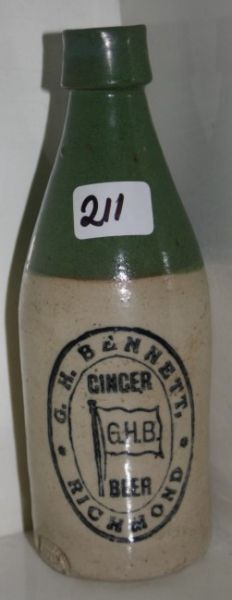 211
G. H. BENNETT,
GINGER
G.H.B.
BEER
RICHMOND